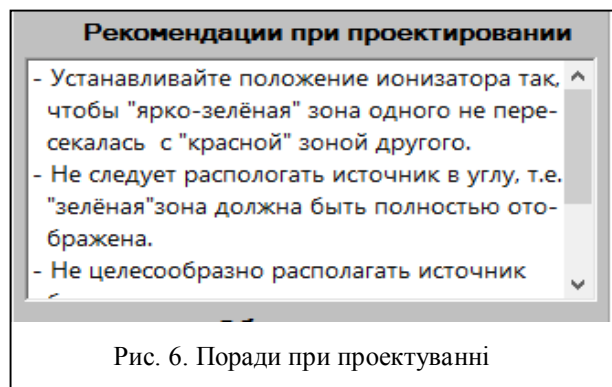 Рекомендации при проектировании
- Устанавливайте положение ионизатора так,
чтобы "ярко-зелёная" зона одного не пере-
секалась с "красной" зоной другого.
- Не следует распологать источник в углу, т.е.
"зелёная"зона должна быть полностью ото-
бражена.
- Не целесообразно располагать источник
Рис. 6. Поради при проектуванні